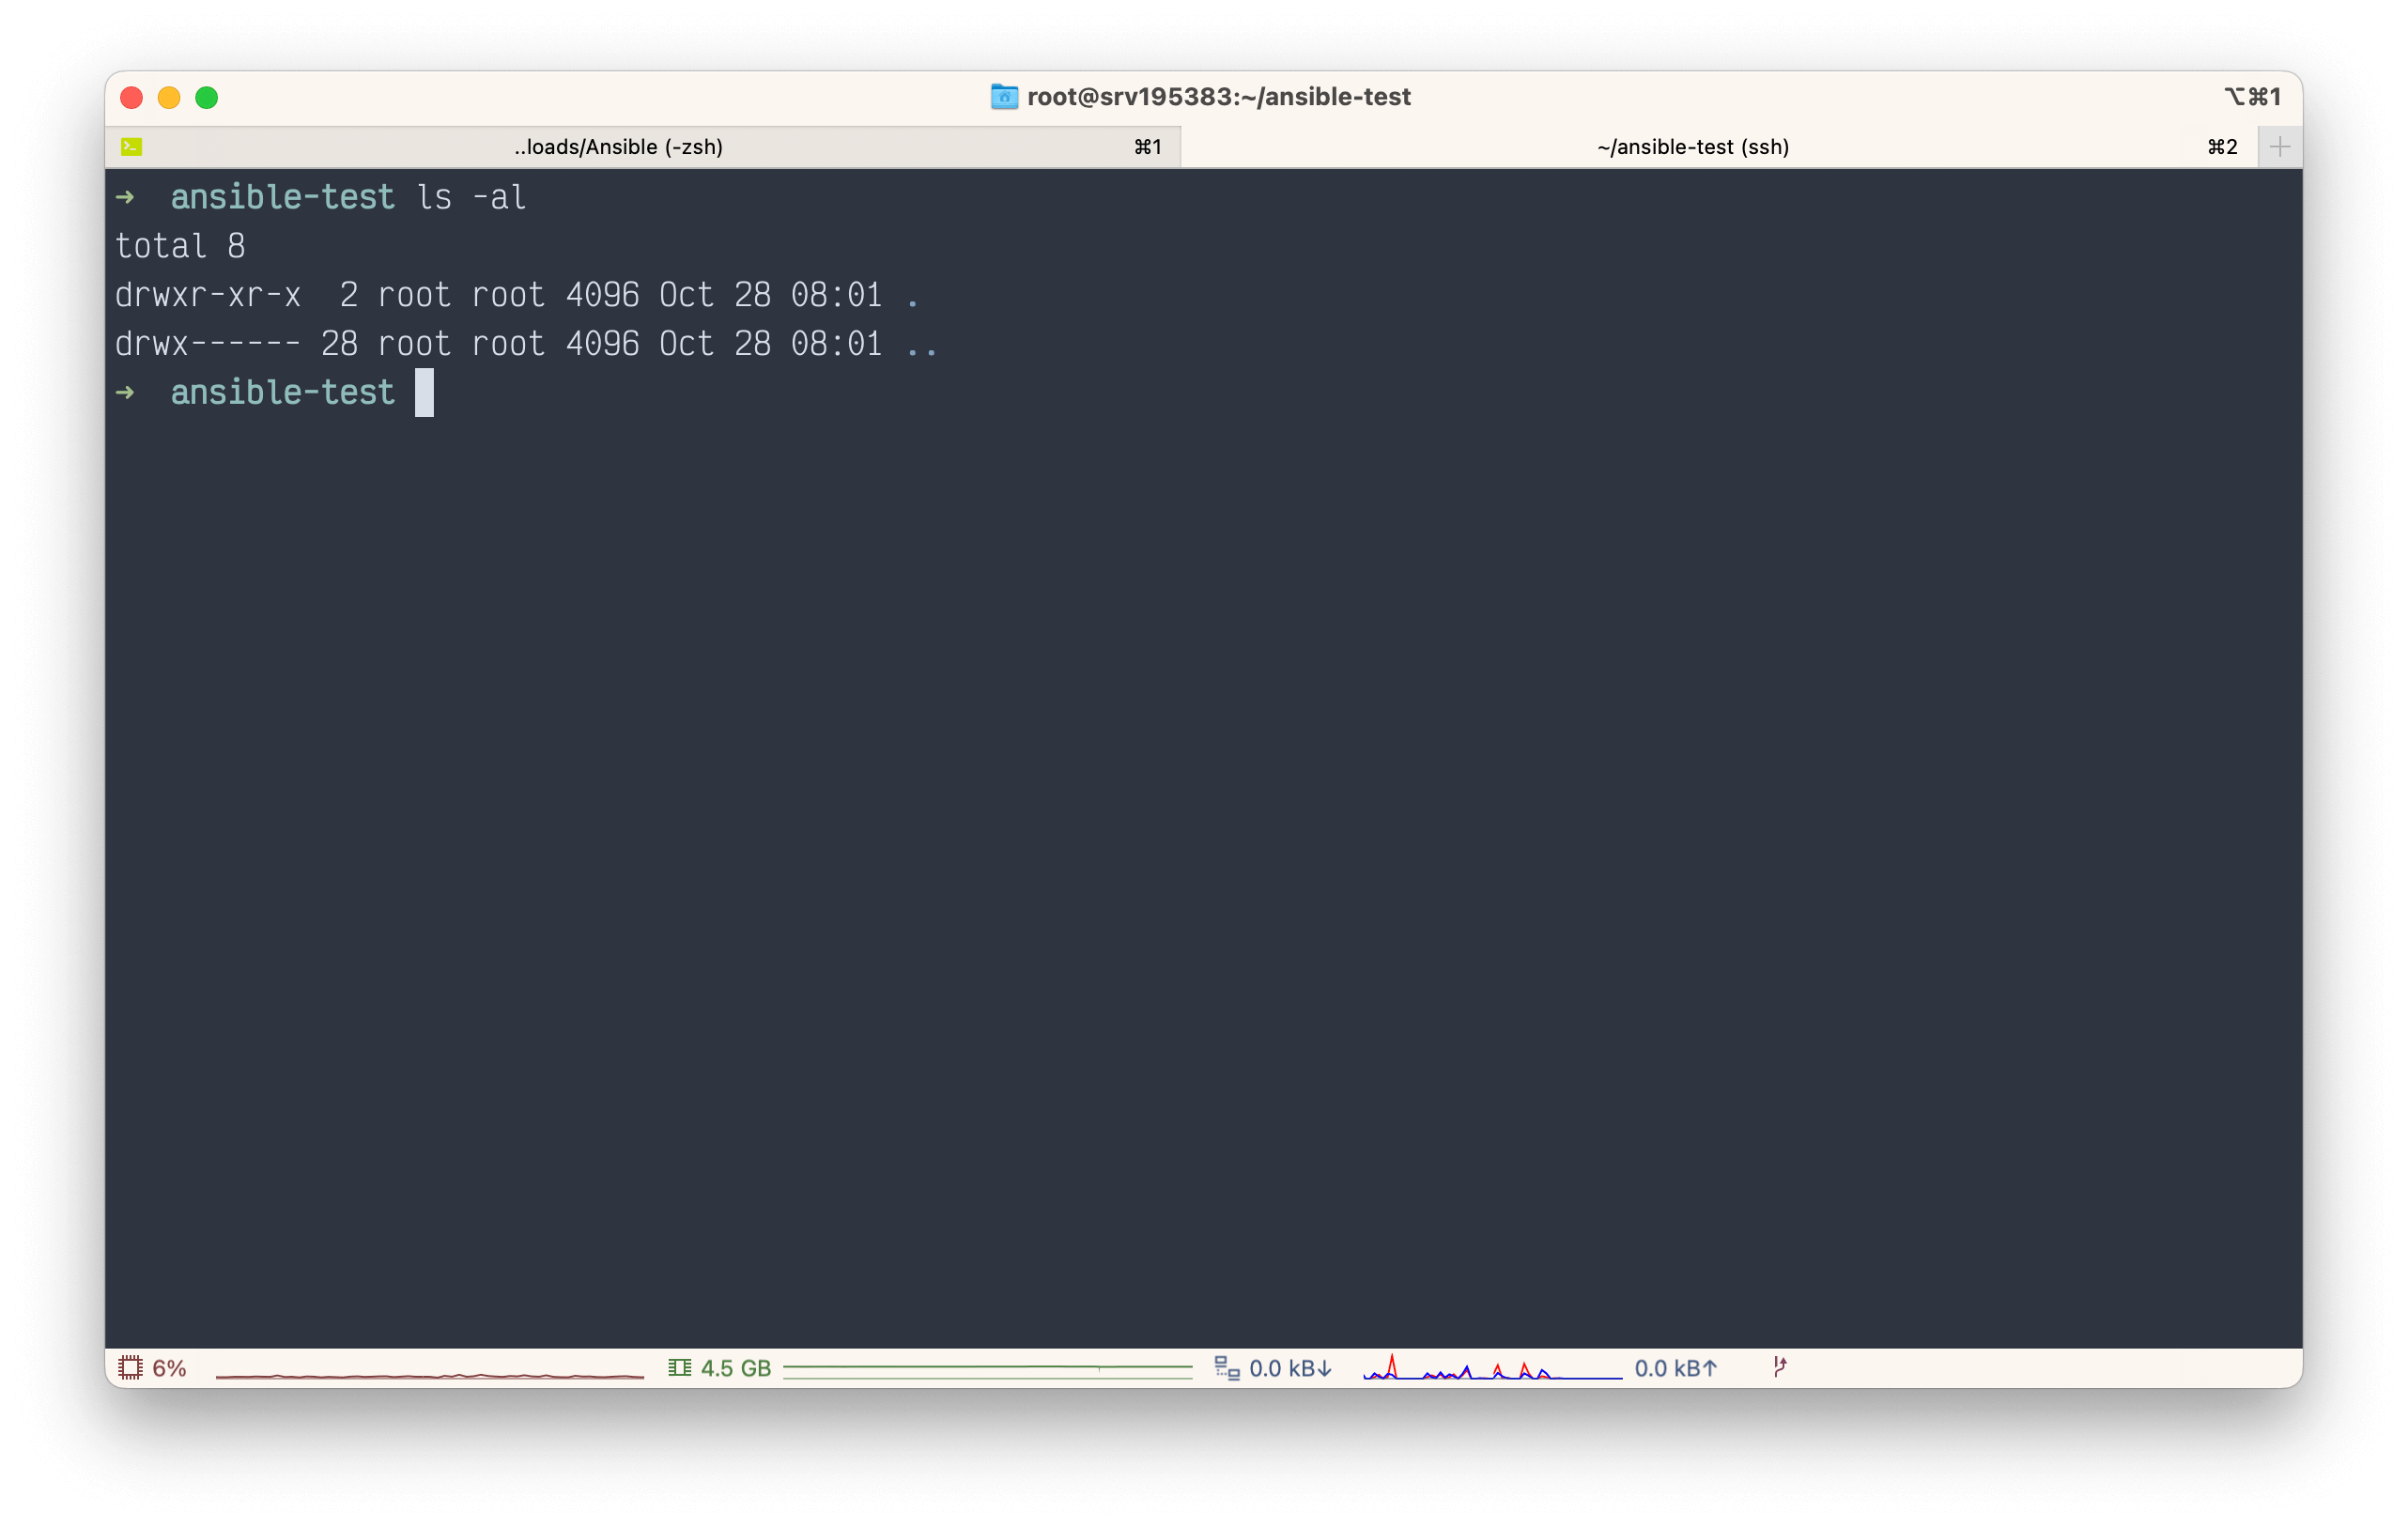 root@srv195383:~/ansible-test ⌥⌘1
..loads/Ansible (-zsh) ⌘1 ~/ansible-test (ssh) ⌘2
→ ansible-test ls -al
total 8
drwxr-xr-x  2 root root 4096 Oct 28 08:01 .
drwx------ 28 root root 4096 Oct 28 08:01 ..
→ ansible-test
6% 4.5 GB 0.0 kB↓ 0.0 kB↑